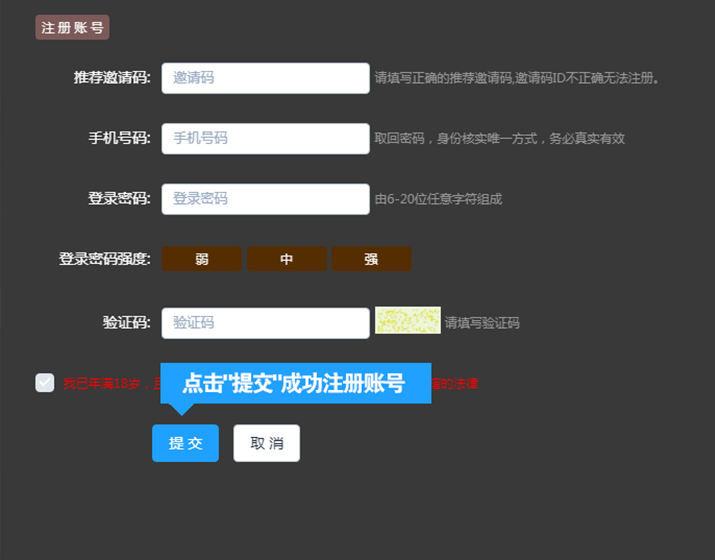 注册账号
推荐邀请码: 邀请码 请填写正确的推荐邀请码,邀请码ID不正确无法注册。
手机号码: 手机号码 取回密码，身份核实唯一方式，务必真实有效
登录密码: 登录密码 由6-20位任意字符组成
登录密码强度: 弱 中 强
验证码: 验证码 请填写验证码
我已年满18岁，且 的法律
点击"提交"成功注册账号
提 交 取 消